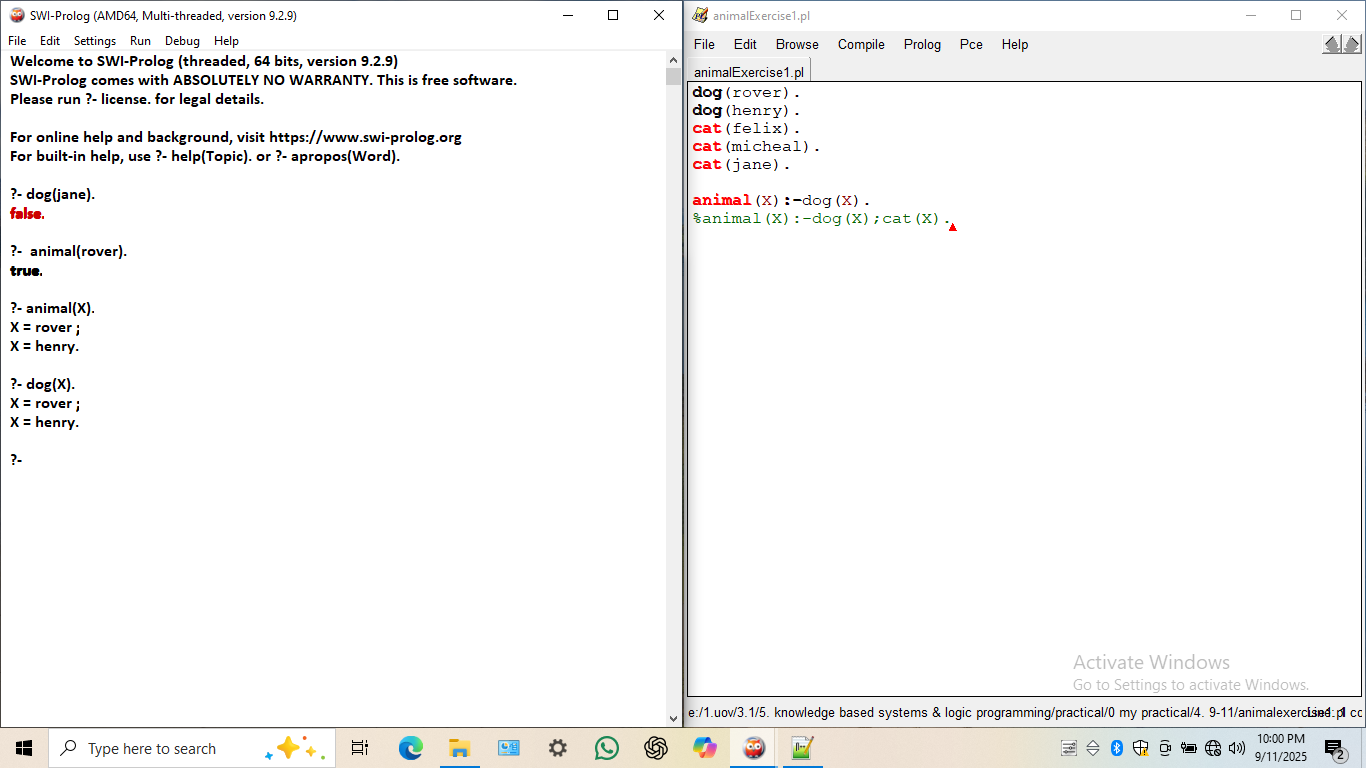 SWI-Prolog (AMD64, Multi-threaded, version 9.2.9)
File Edit Settings Run Debug Help
Welcome to SWI-Prolog (threaded, 64 bits, version 9.2.9)
SWI-Prolog comes with ABSOLUTELY NO WARRANTY. This is free software.
Please run ?- license. for legal details.
For online help and background, visit https://www.swi-prolog.org
For built-in help, use ?- help(Topic). or ?- apropos(Word).
?- dog(jane).
false.
?-  animal(rover).
true.
?- animal(X).
X = rover ;
X = henry.
?- dog(X).
X = rover ;
X = henry.
?-
animalExercise1.pl
File Edit Browse Compile Prolog Pce Help
animalExercise1.pl
dog(rover).
dog(henry).
cat(felix).
cat(micheal).
cat(jane).
animal(X):-dog(X).
%animal(X):-dog(X);cat(X).
Activate Windows
Go to Settings to activate Windows.
e:/1.uov/3.1/5. knowledge based systems & logic programming/practical/0 my practical/4. 9-11/animalexercise1.pl
Type here to search
10:00 PM
9/11/2025
2